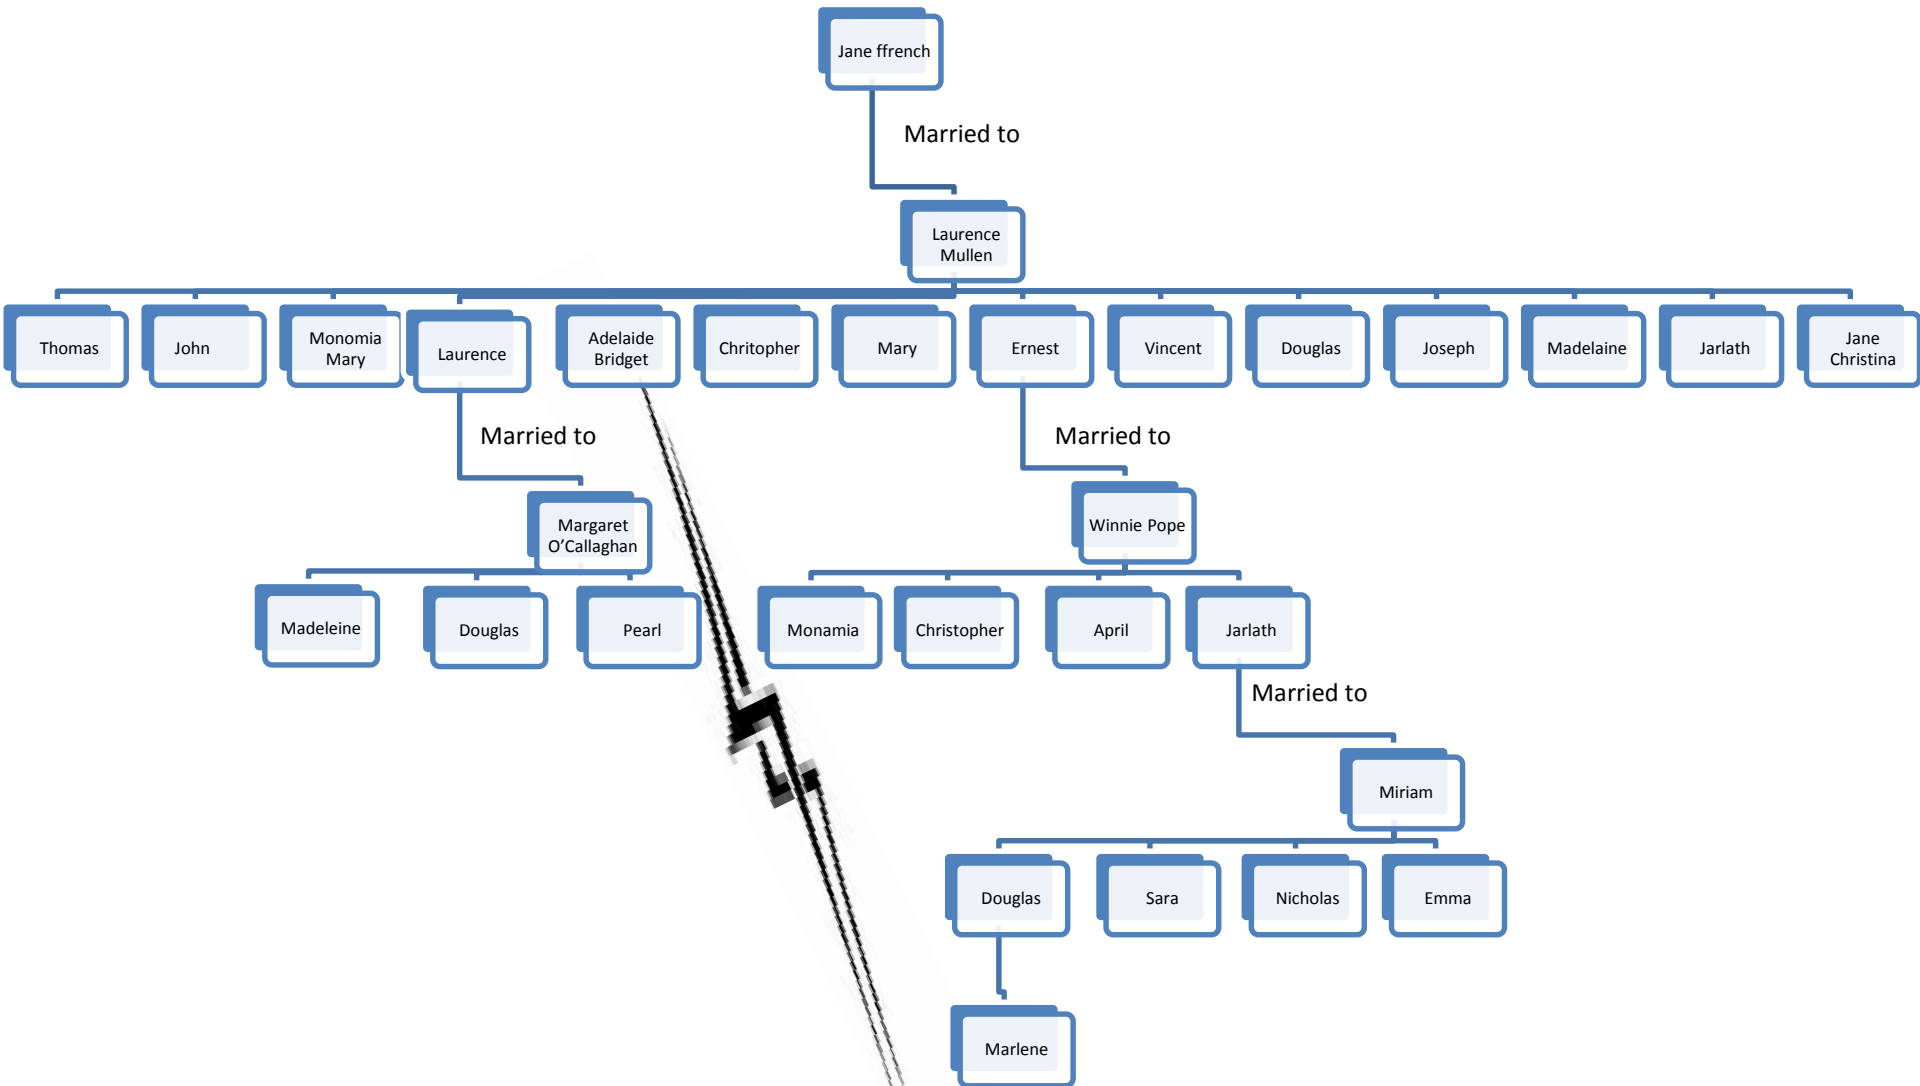 Jane ffrench
Married to
Laurence
Mullen
Thomas
John
Monomia
Mary
Laurence
Adelaide
Bridget
Chritopher
Mary
Ernest
Vincent
Douglas
Joseph
Madelaine
Jarlath
Jane
Christina
Married to
Married to
Margaret
O’Callaghan
Winnie Pope
Madeleine
Douglas
Pearl
Monamia
Christopher
April
Jarlath
Married to
Miriam
Douglas
Sara
Nicholas
Emma
Marlene